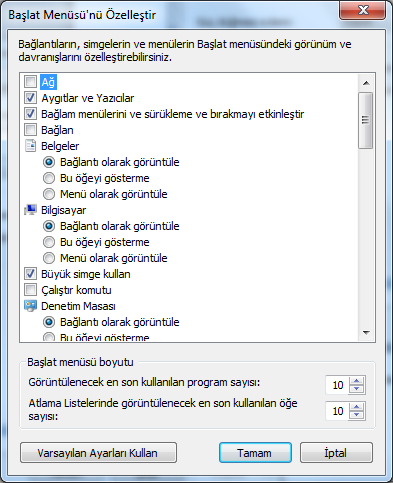 Başlat Menüsü'nü Özelleştir
Bağlantıların, simgelerin ve menülerin Başlat menüsündeki görünüm ve
davranışlarını özelleştirebilirsiniz.
Ağ
Aygıtlar ve Yazıcılar
Bağlam menülerini ve sürükleme ve bırakmayı etkinleştir
Bağlan
Belgeler
Bağlantı olarak görüntüle
Bu öğeyi gösterme
Menü olarak görüntüle
Bilgisayar
Bağlantı olarak görüntüle
Bu öğeyi gösterme
Menü olarak görüntüle
Büyük simge kullan
Çalıştır komutu
Denetim Masası
Bağlantı olarak görüntüle
Bu öğeyi gösterme
Başlat menüsü boyutu
Görüntülenecek en son kullanılan program sayısı: 10
Atlama Listelerinde görüntülenecek en son kullanılan öğe
sayısı: 10
Varsayılan Ayarları Kullan Tamam İptal